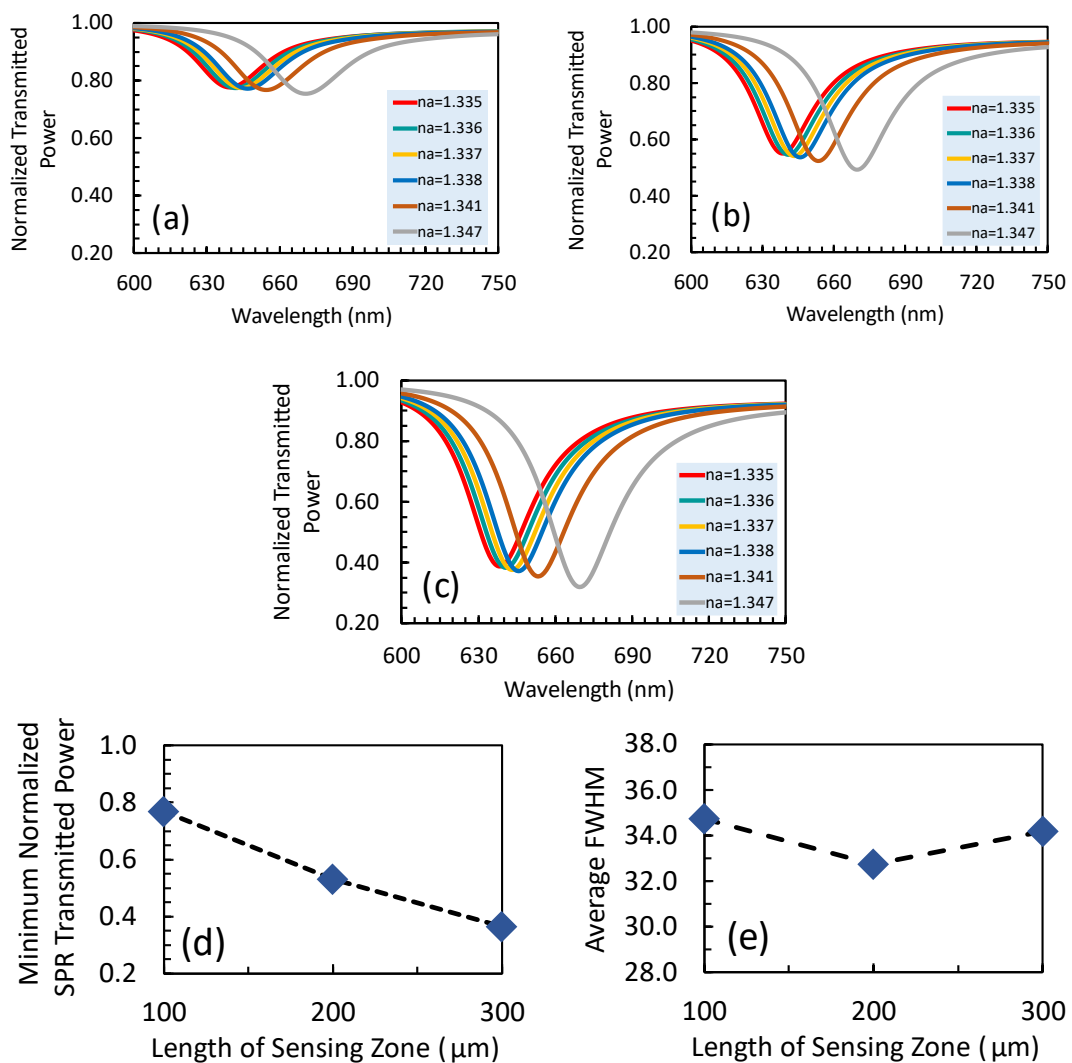 Normalized Transmitted
Power
1.00
0.80
0.60
0.40
0.20
(a)
na=1.335
na=1.336
na=1.337
na=1.338
na=1.341
na=1.347
600 630 660 690 720 750
Wavelength (nm)
Normalized Transmitted
Power
1.00
0.80
0.60
0.40
0.20
(b)
na=1.335
na=1.336
na=1.337
na=1.338
na=1.341
na=1.347
600 630 660 690 720 750
Wavelength (nm)
Normalized Transmitted
Power
1.00
0.80
0.60
0.40
0.20
(c)
na=1.335
na=1.336
na=1.337
na=1.338
na=1.341
na=1.347
600 630 660 690 720 750
Wavelength (nm)
Minimum Normalized
SPR Transmitted Power
1.0
0.8
0.6
0.4
0.2
(d)
100 200 300
Length of Sensing Zone (μm)
Average FWHM
38.0
36.0
34.0
32.0
30.0
28.0
(e)
100 200 300
Length of Sensing Zone (μm)